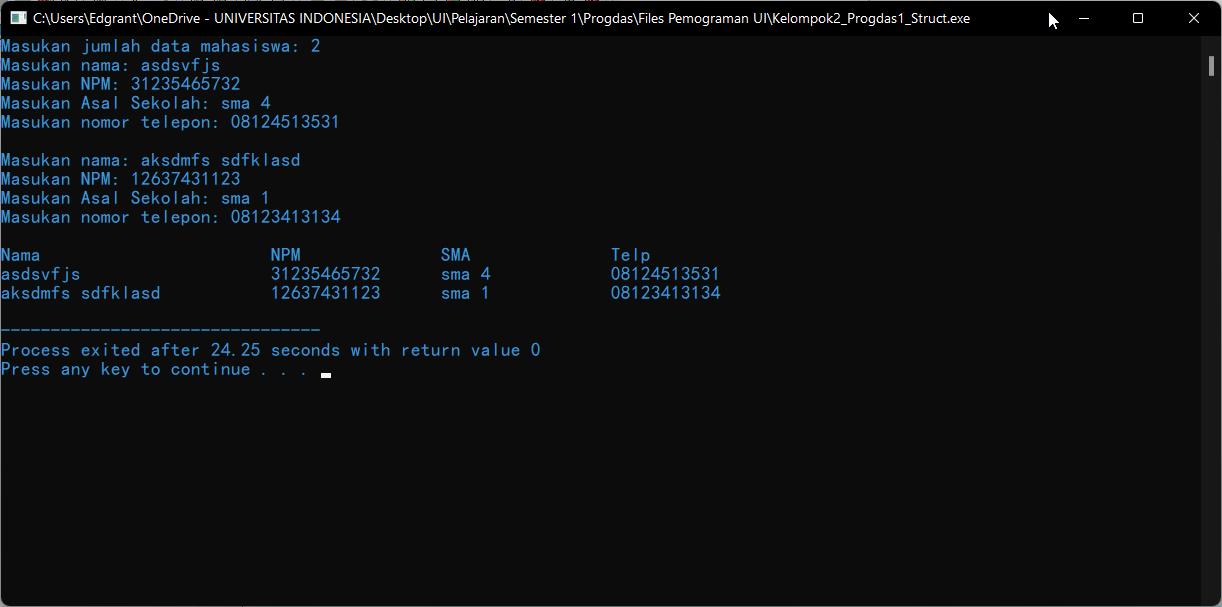 C:\Users\Edgrant\OneDrive - UNIVERSITAS INDONESIA\Desktop\UI\Pelajaran\Semester 1\Progdas\Files Pemograman UI\Kelompok2_Progdas1_Struct.exe
Masukan jumlah data mahasiswa: 2
Masukan nama: asdsvfjs
Masukan NPM: 31235465732
Masukan Asal Sekolah: sma 4
Masukan nomor telepon: 08124513531

Masukan nama: aksdmfs sdfklasd
Masukan NPM: 12637431123
Masukan Asal Sekolah: sma 1
Masukan nomor telepon: 08123413134

Nama NPM SMA Telp
asdsvfjs 31235465732 sma 4 08124513531
aksdmfs sdfklasd 12637431123 sma 1 08123413134

--------------------------------
Process exited after 24.25 seconds with return value 0
Press any key to continue . . .